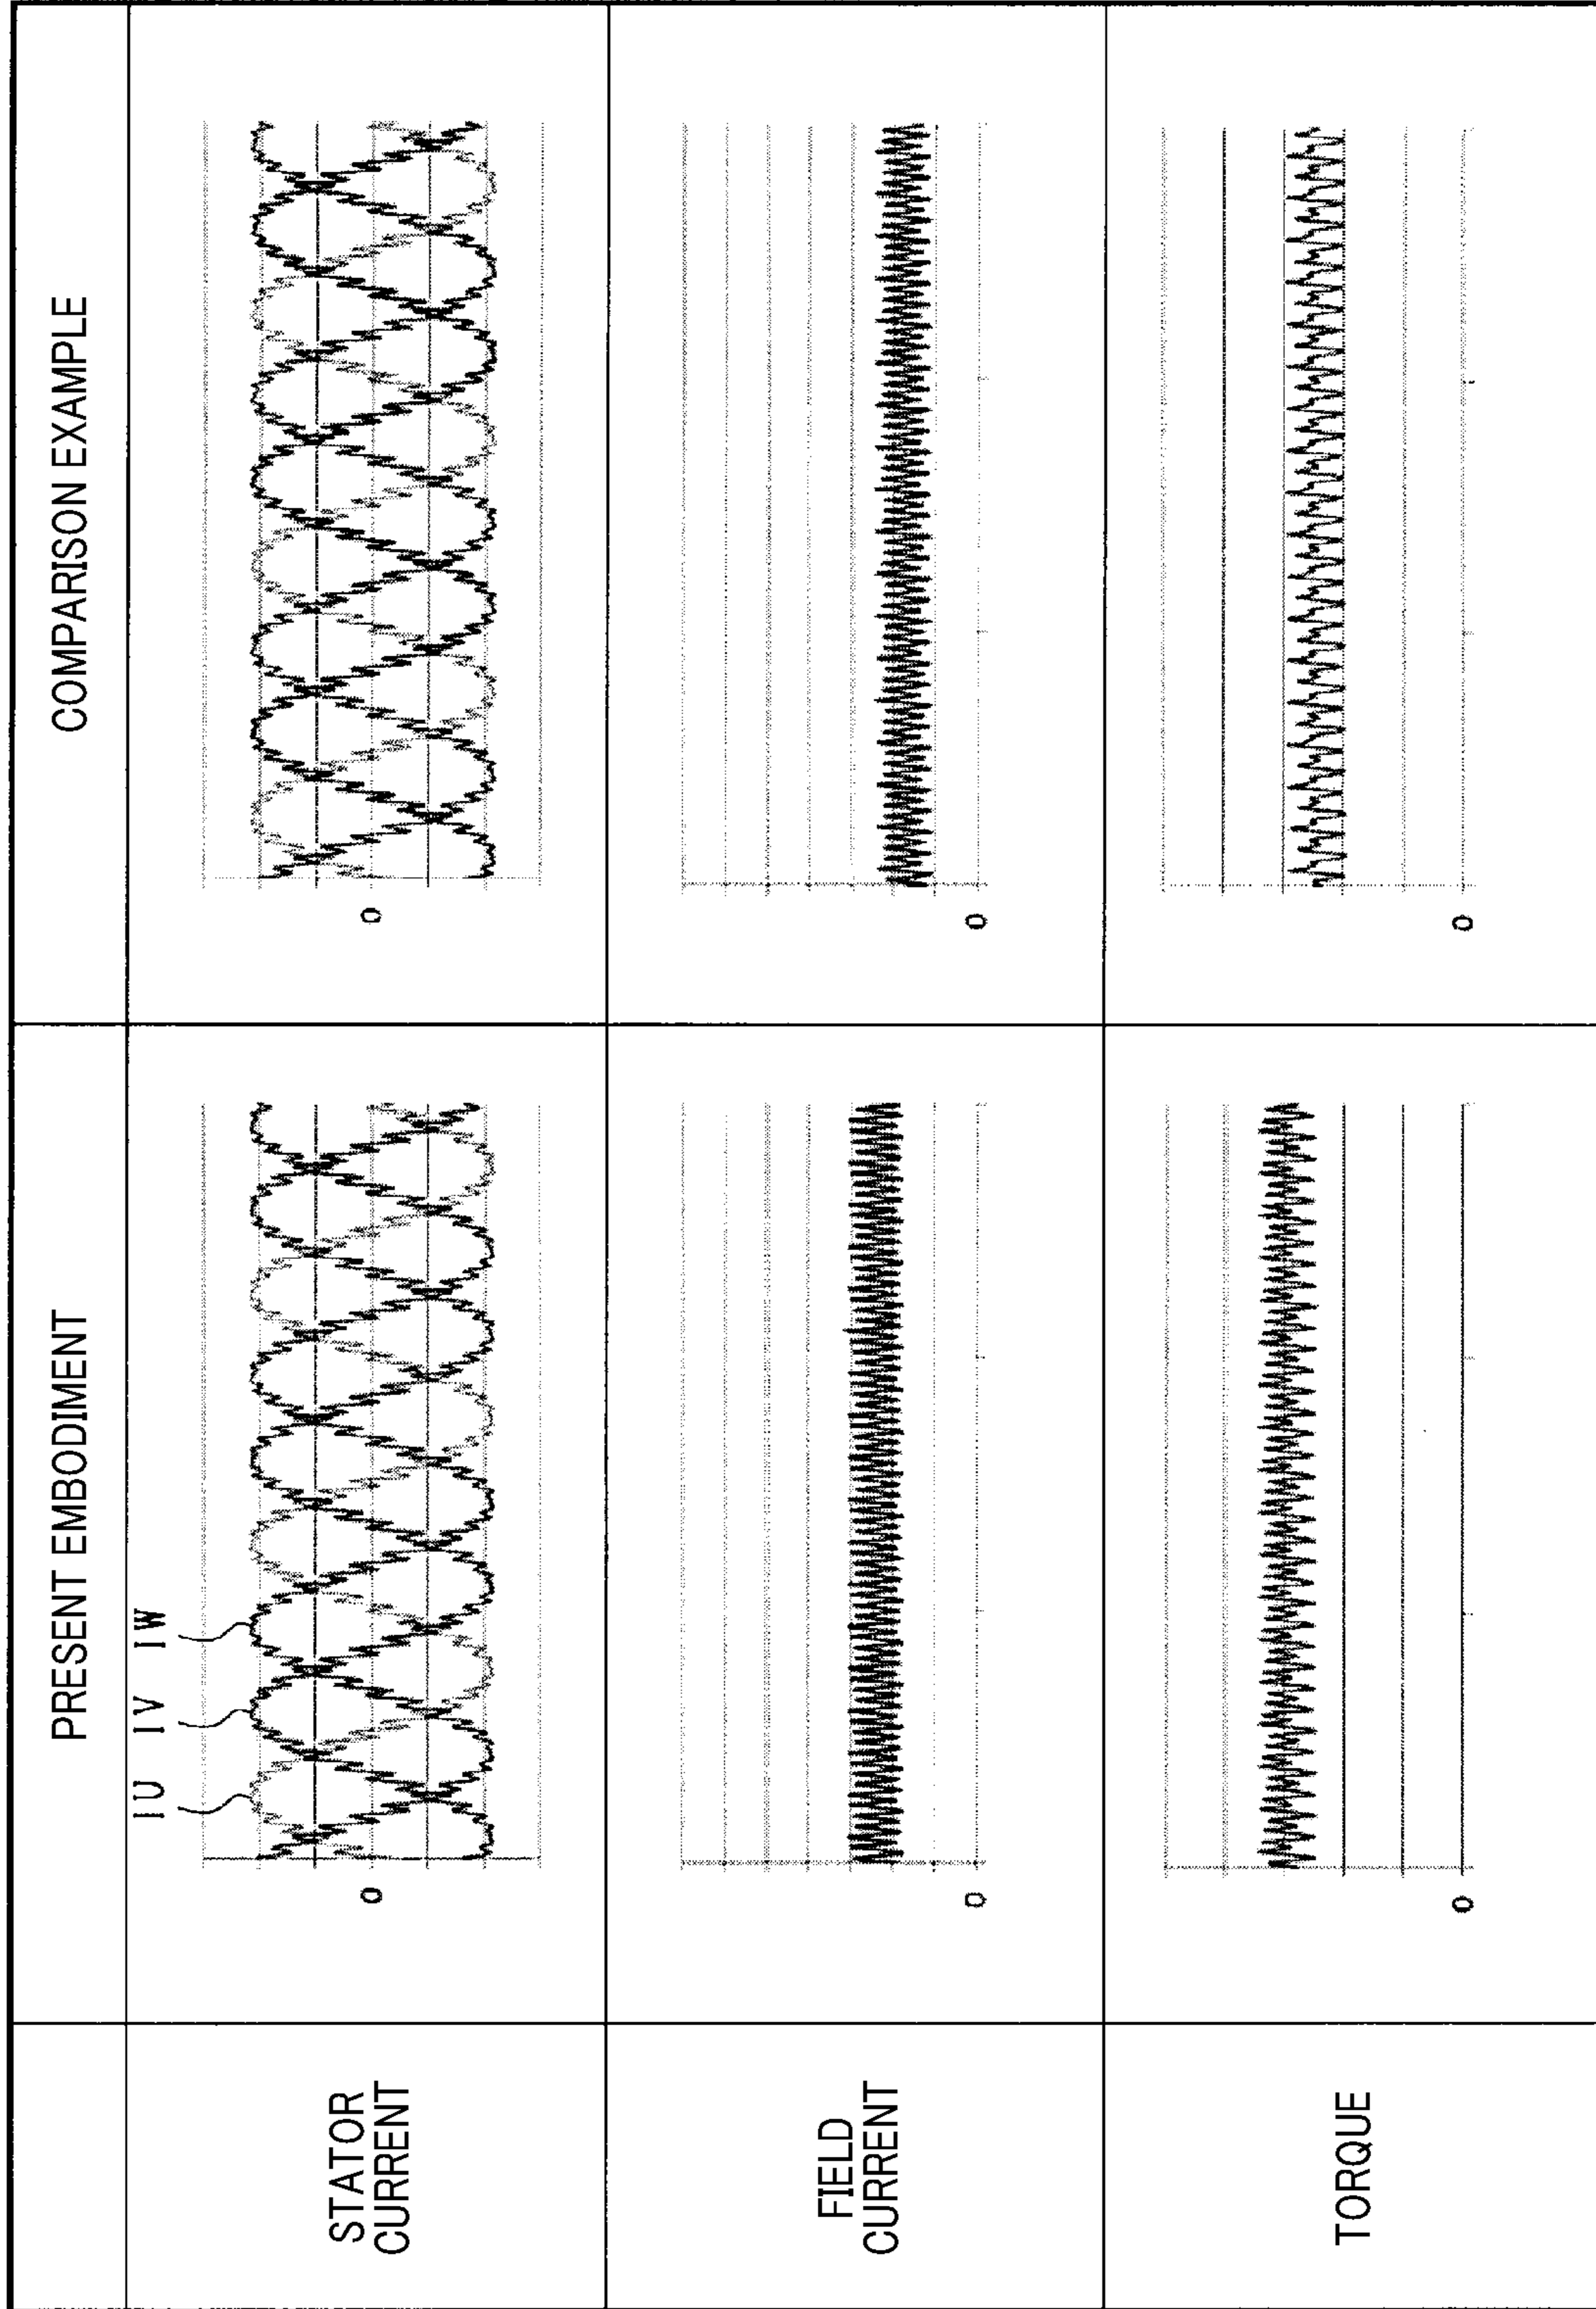 PRESENT EMBODIMENT
COMPARISON EXAMPLE
STATOR
CURRENT
IU
IV
IW
0
0
FIELD
CURRENT
0
0
TORQUE
0
0